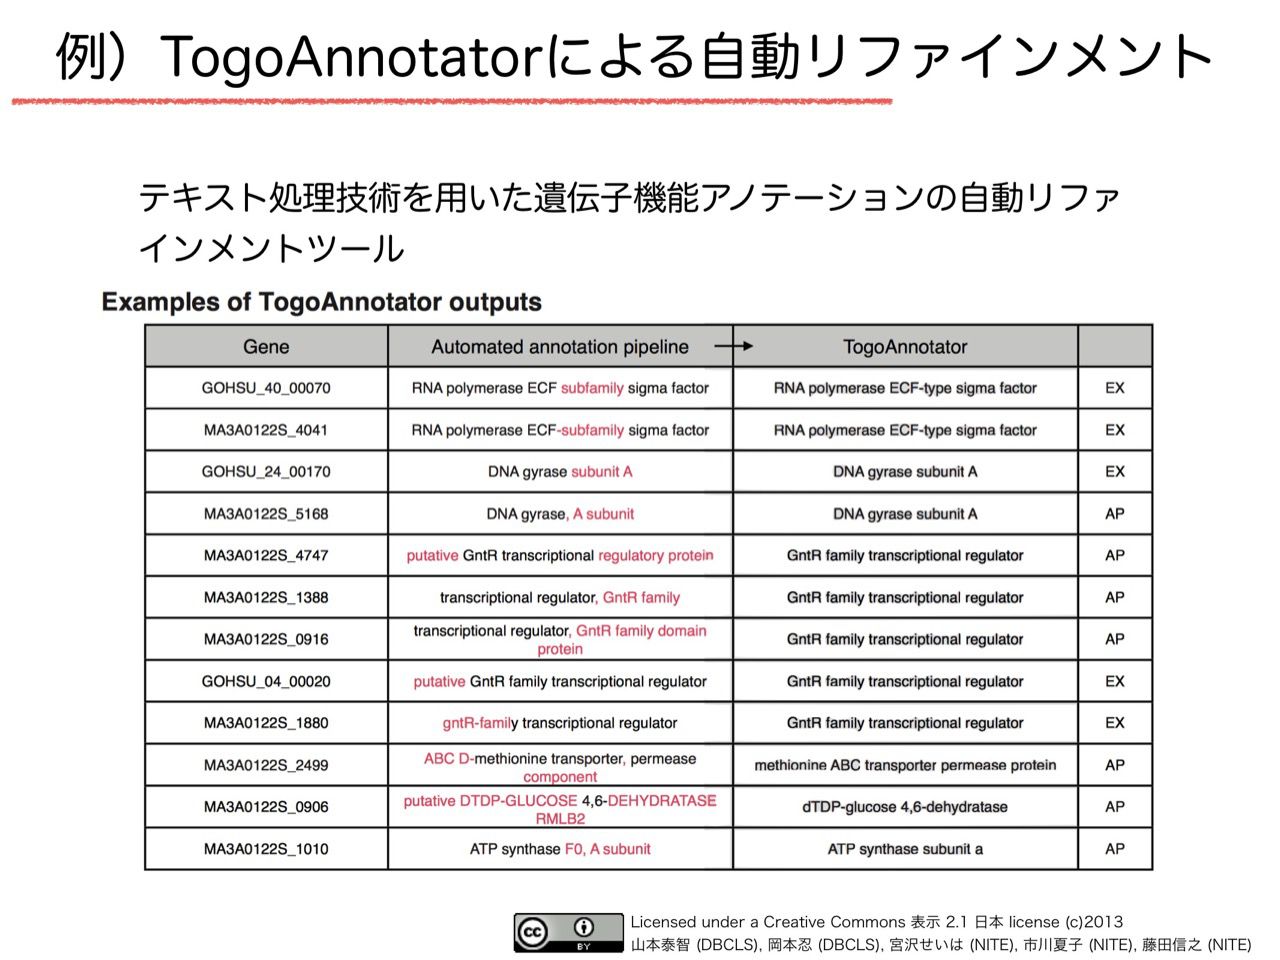 例）TogoAnnotatorによる自動リファインメント
テキスト処理技術を用いた遺伝子機能アノテーションの自動リファ
インメントツール
Examples of TogoAnnotator outputs
Gene Automated annotation pipeline → TogoAnnotator
GOHSU_40_00070 RNA polymerase ECF subfamily sigma factor RNA polymerase ECF-type sigma factor EX
MA3A0122S_4041 RNA polymerase ECF-subfamily sigma factor RNA polymerase ECF-type sigma factor EX
GOHSU_24_00170 DNA gyrase subunit A DNA gyrase subunit A EX
MA3A0122S_5168 DNA gyrase, A subunit DNA gyrase subunit A AP
MA3A0122S_4747 putative GntR transcriptional regulatory protein GntR family transcriptional regulator AP
MA3A0122S_1388 transcriptional regulator, GntR family GntR family transcriptional regulator AP
MA3A0122S_0916 transcriptional regulator, GntR family domain
protein GntR family transcriptional regulator AP
GOHSU_04_00020 putative GntR family transcriptional regulator GntR family transcriptional regulator EX
MA3A0122S_1880 gntR-family transcriptional regulator GntR family transcriptional regulator EX
MA3A0122S_2499 ABC D-methionine transporter, permease
component methionine ABC transporter permease protein AP
MA3A0122S_0906 putative DTDP-GLUCOSE 4,6-DEHYDRATASE
RMLB2 dTDP-glucose 4,6-dehydratase AP
MA3A0122S_1010 ATP synthase F0, A subunit ATP synthase subunit a AP
cc BY
Licensed under a Creative Commons 表示 2.1 日本 license (c)2013
山本泰智 (DBCLS), 岡本忍 (DBCLS), 宮沢せいは (NITE), 市川夏子 (NITE), 藤田信之 (NITE)